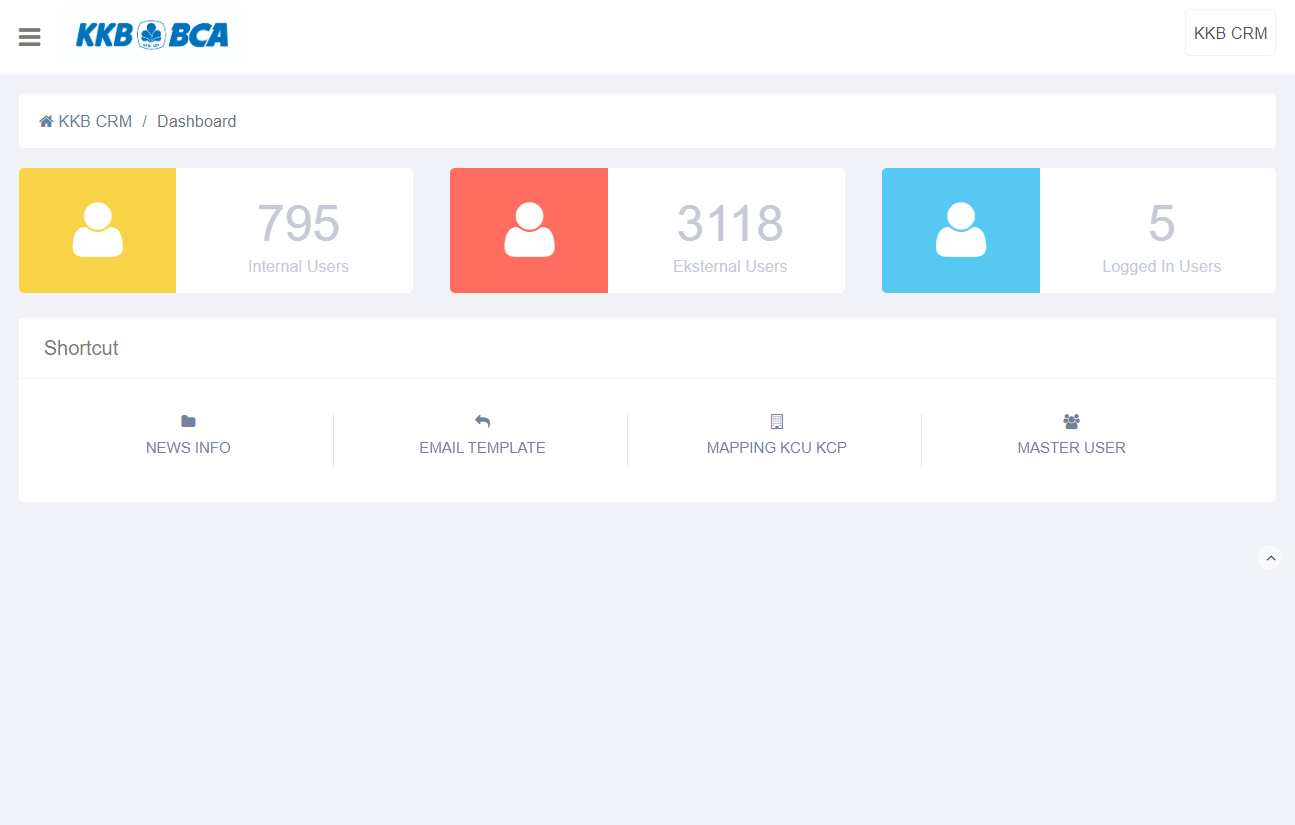 KKB BCA
KKB CRM
KKB CRM / Dashboard
795
Internal Users
3118
Eksternal Users
5
Logged In Users
Shortcut
NEWS INFO
EMAIL TEMPLATE
MAPPING KCU KCP
MASTER USER